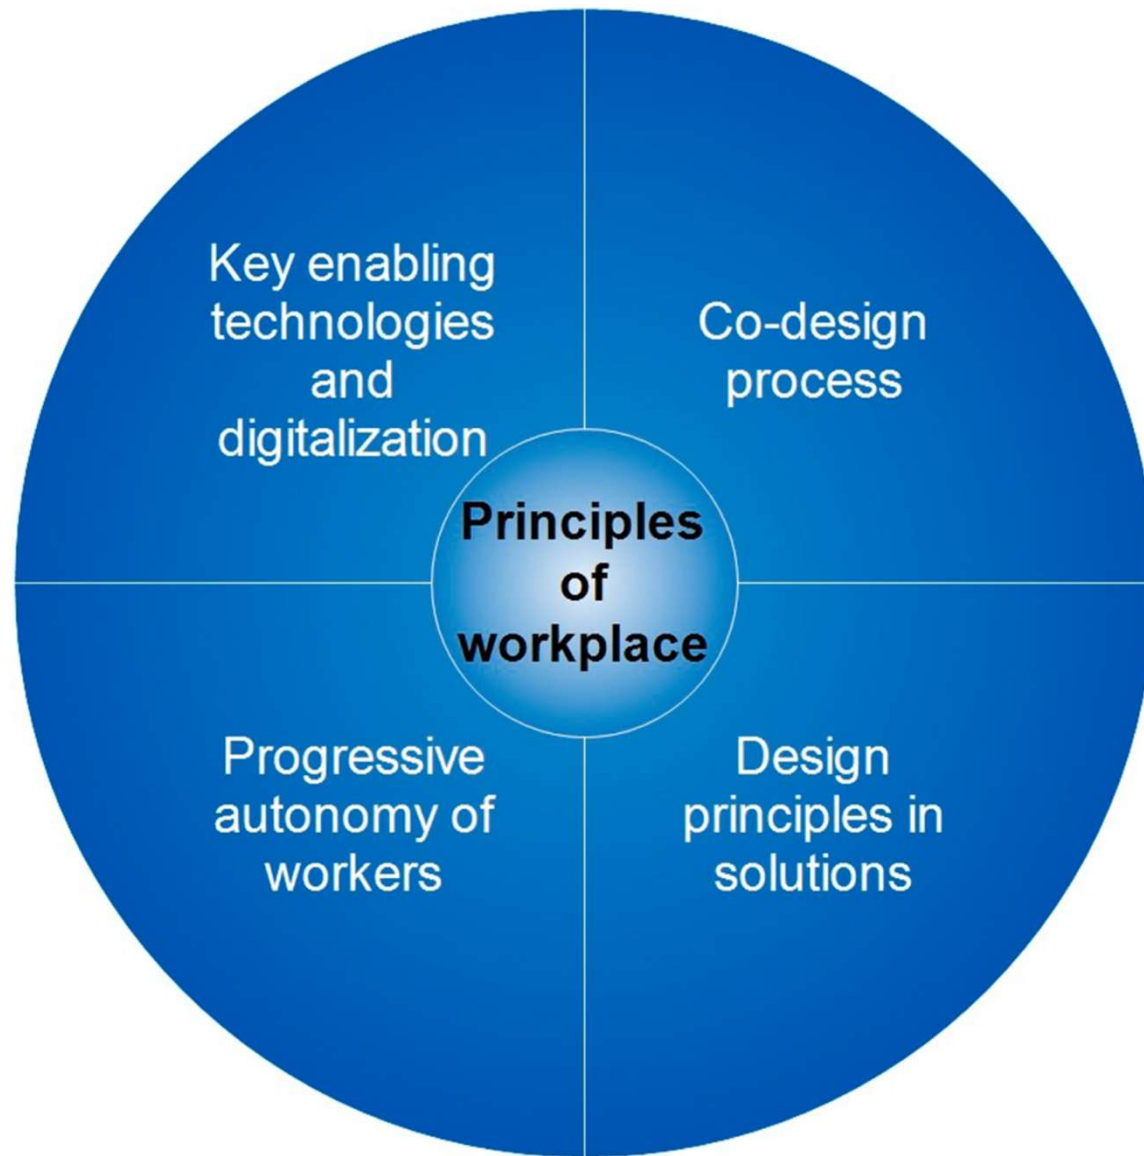 Key enabling
technologies
and
digitalization
Co-design
process
Principles
of
workplace
Progressive
autonomy of
workers
Design
principles in
solutions